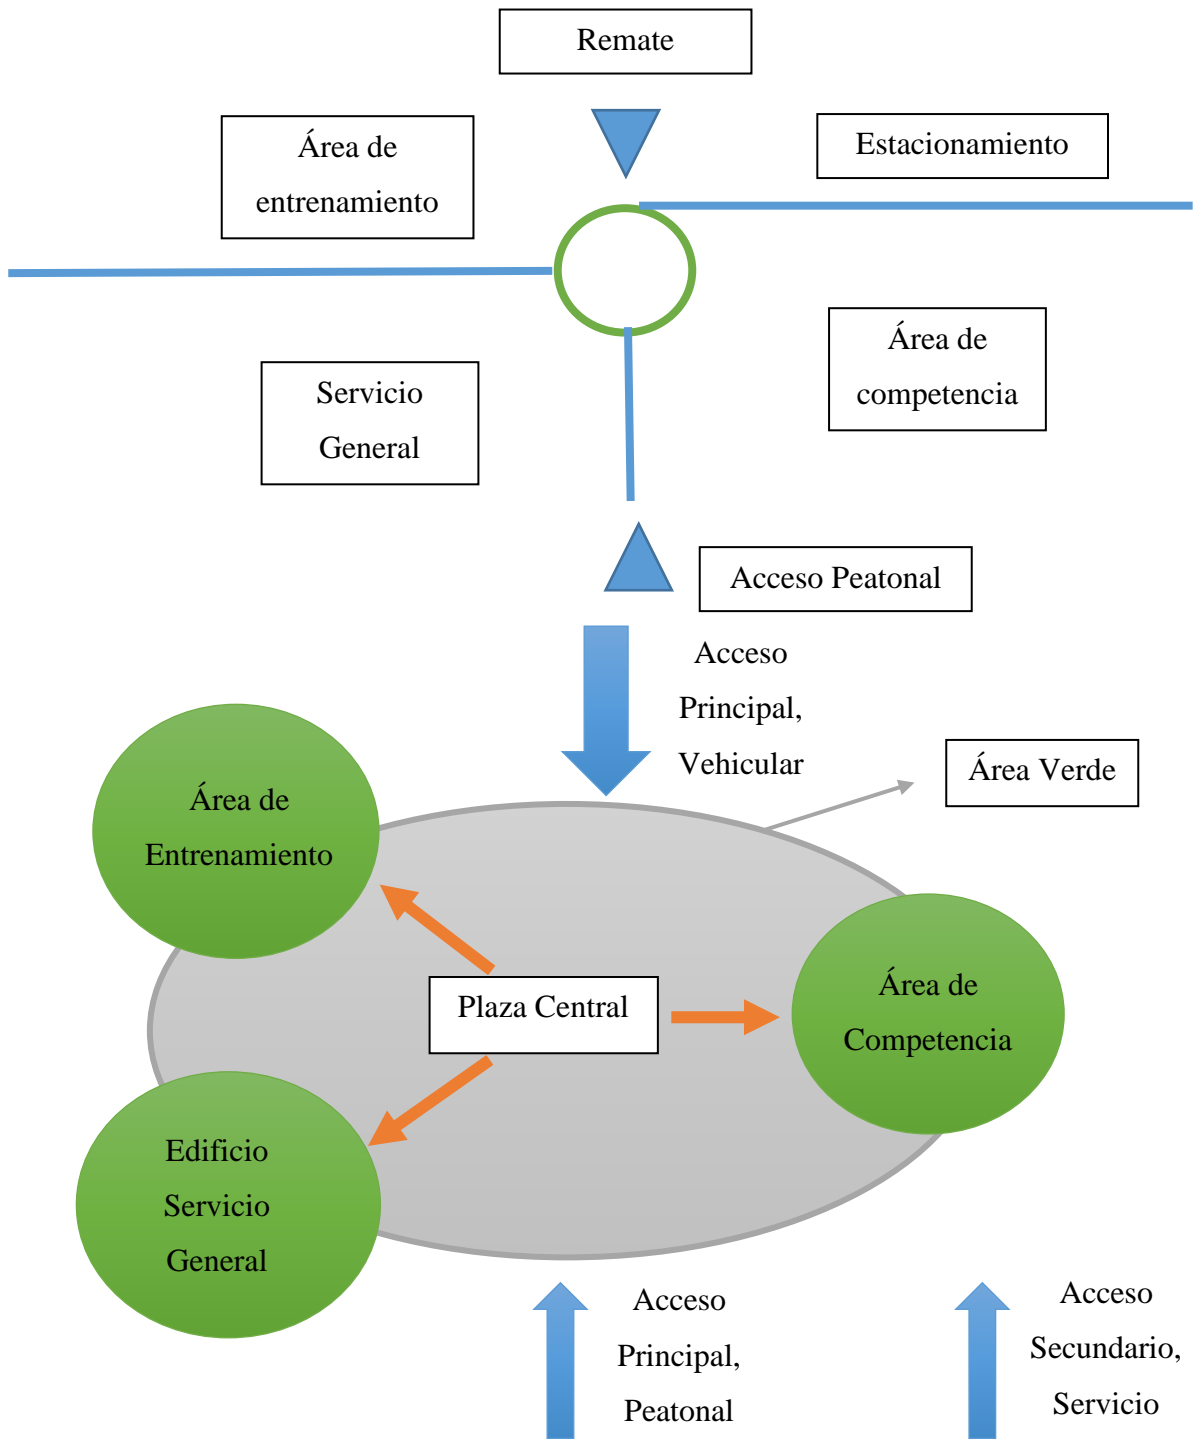 Remate
Área de
entrenamiento
Estacionamiento
Área de
competencia
Servicio
General
Acceso Peatonal
Acceso
Principal,
Vehicular
Área Verde
Área de
Entrenamiento
Plaza Central
Área de
Competencia
Edificio
Servicio
General
Acceso
Principal,
Peatonal
Acceso
Secundario,
Servicio